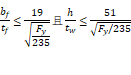 b_f/t_f ≤ 19/√(F_y/235) 且 h/t_w ≤ 51/√(F_y/235)